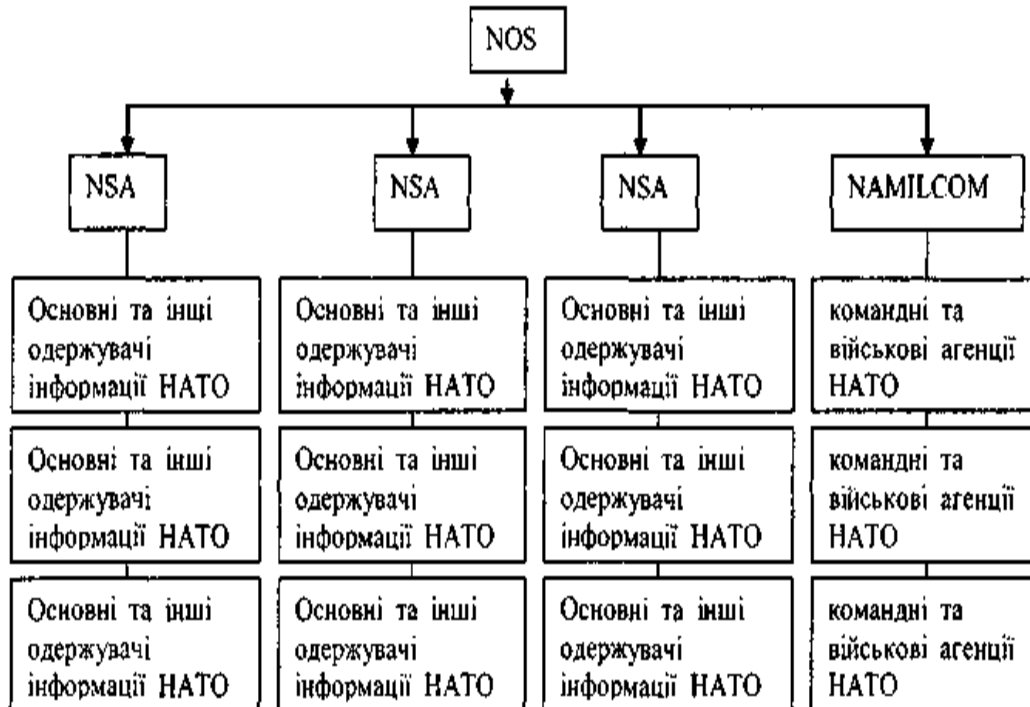 NOS
NSA
NSA
NSA
NAMILCOM
Основні та інщі
одержувачі
інформації НАТО
Основні та інші
одержувачі
інформації НАТО
Основні та інші
одержувачі
інформації НАТО
командні та
військові агенції
НАТО
Основні та інші
одержувачі
інформації НАТО
Основні та інші
одержувачі
інформації НАТО
Основні та інші
одержувачі
інформації НАТО
командні та
військові агенції
НАТО
Основні та інші
одержувачі
інформації НАТО
Основні та інші
одержувачі
інформації НАТО
Основні та інші
одержувачі
інформації НАТО
командні та
військові агенції
НАТО